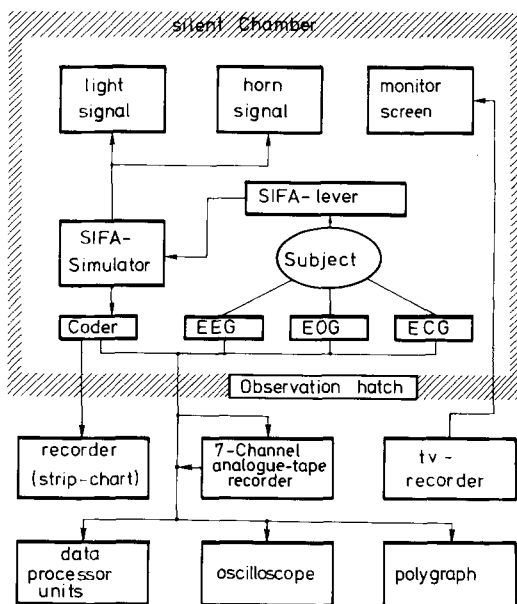 silent Chamber
light
signal
horn
signal
monitor
screen
SIFA-lever
SIFA-
Simulator
Subject
Coder
EEG
EOG
ECG
Observation hatch
recorder
(strip-chart)
7-Channel
analogue-tape
recorder
tv-
recorder
data
processor
units
oscilloscope
polygraph